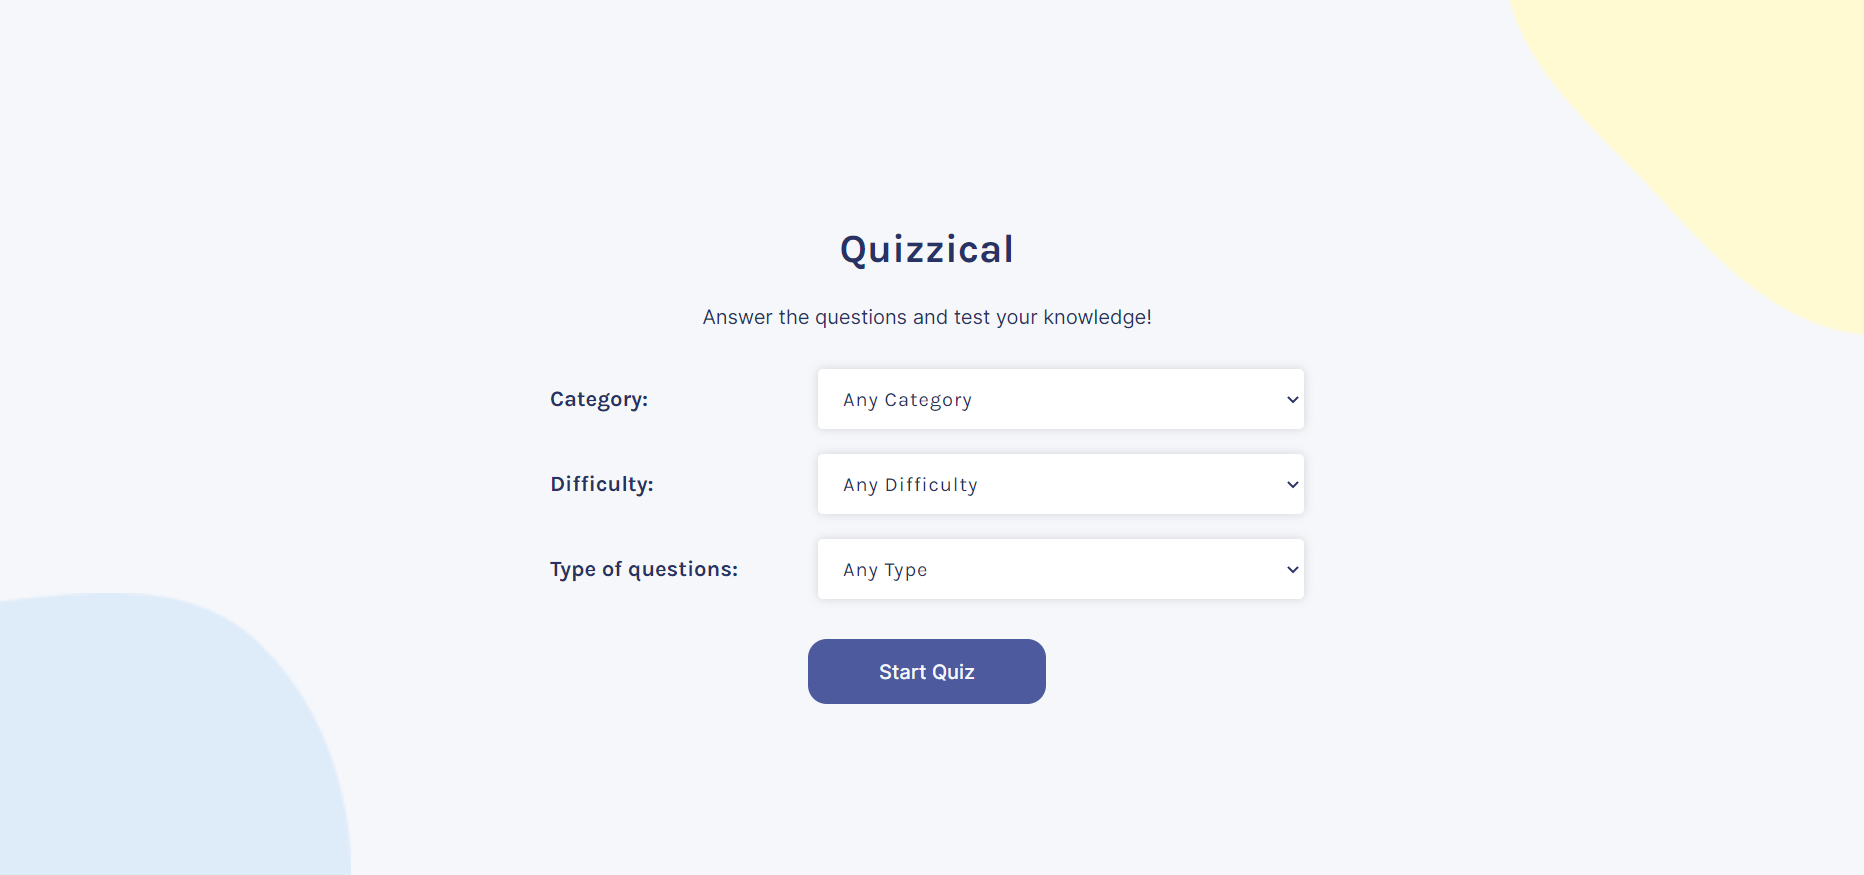 Quizzical
Answer the questions and test your knowledge!
Category: Any Category
Difficulty: Any Difficulty
Type of questions: Any Type
Start Quiz